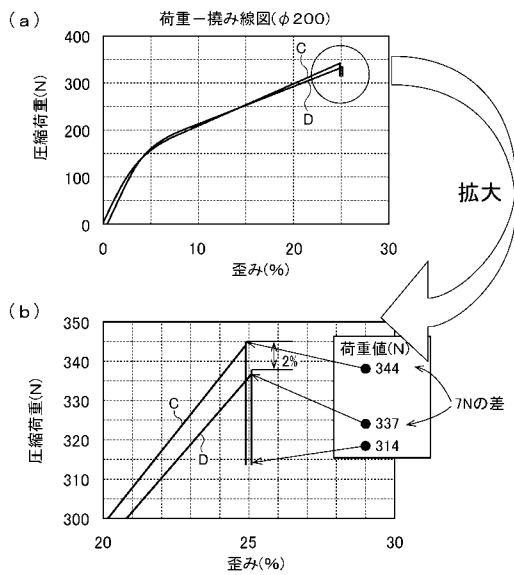 (a) 荷重－撓み線図(φ200)
400
300
200
100
0
圧縮荷重(N)
C
D
0 10 20 30
歪み(%)
拡大
(b)
350
340
330
320
310
300
圧縮荷重(N)
C
D
2%
荷重値(N)
344
337
314
7Nの差
20 25 30 30
歪み(%)